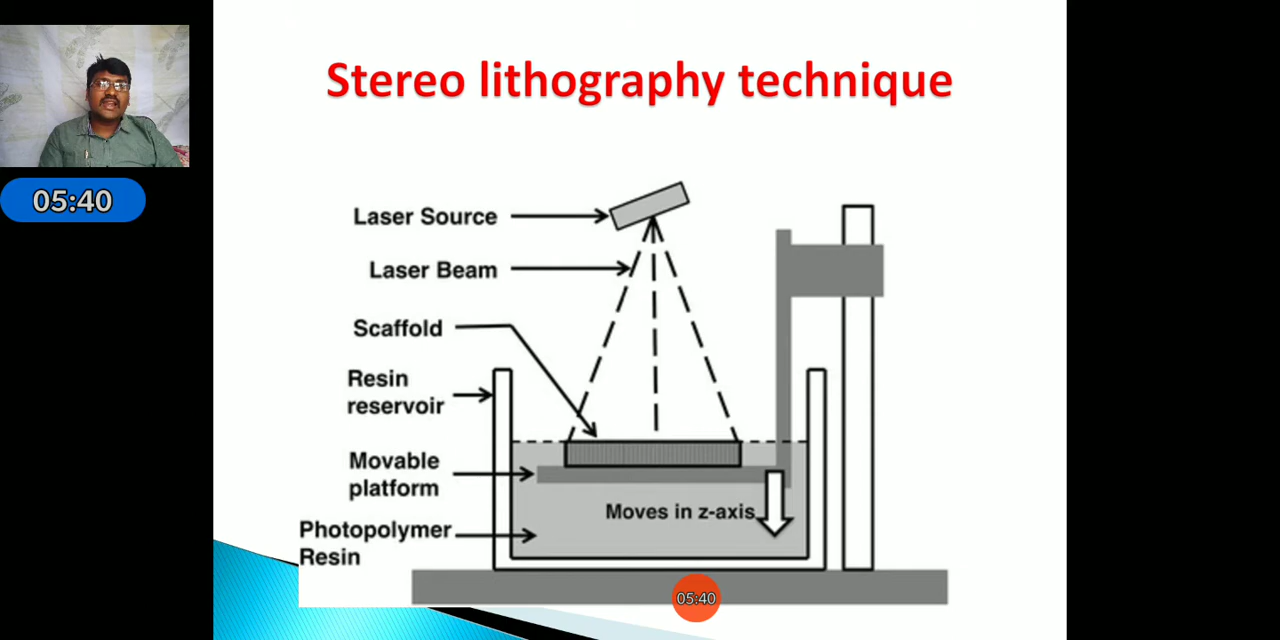 Stereo lithography technique
05:40
Laser Source
Laser Beam
Scaffold
Resin
reservoir
Movable
platform
Moves in z-axis
Photopolymer
Resin
05:40